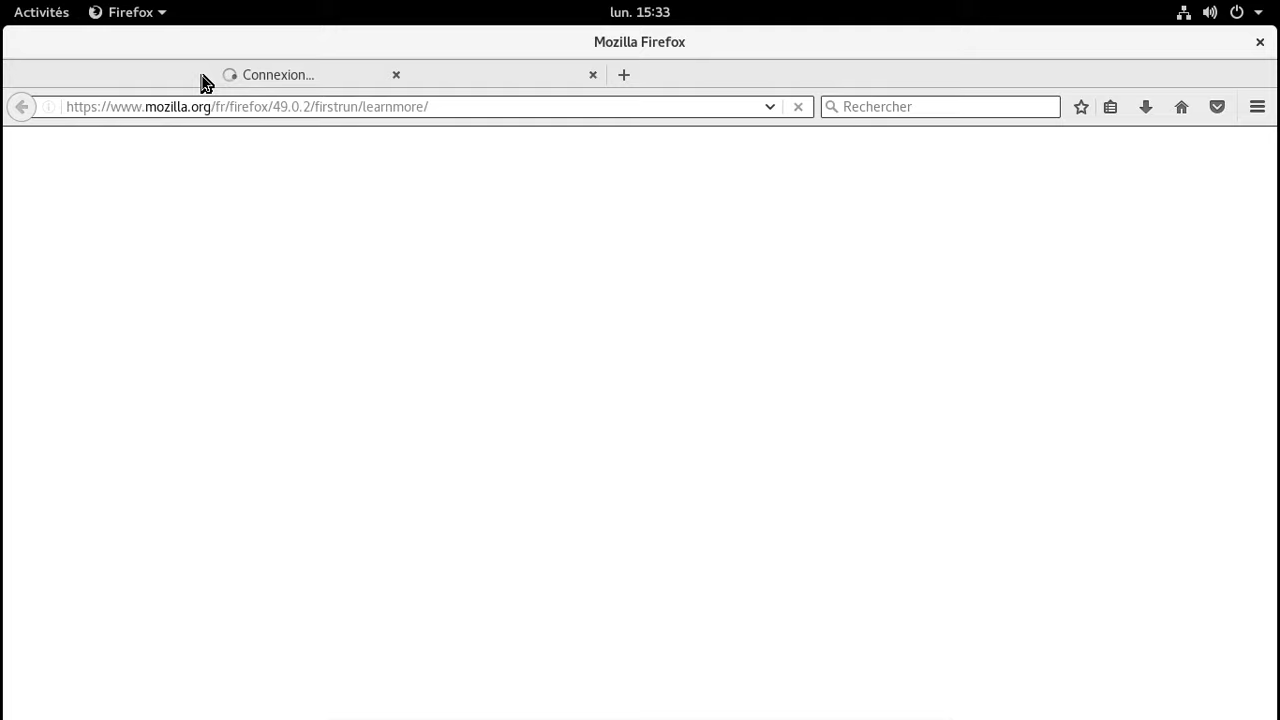 Activités Firefox lun. 15:33
Mozilla Firefox
Connexion...
https://www.mozilla.org/fr/firefox/49.0.2/firstrun/learnmore/ Rechercher